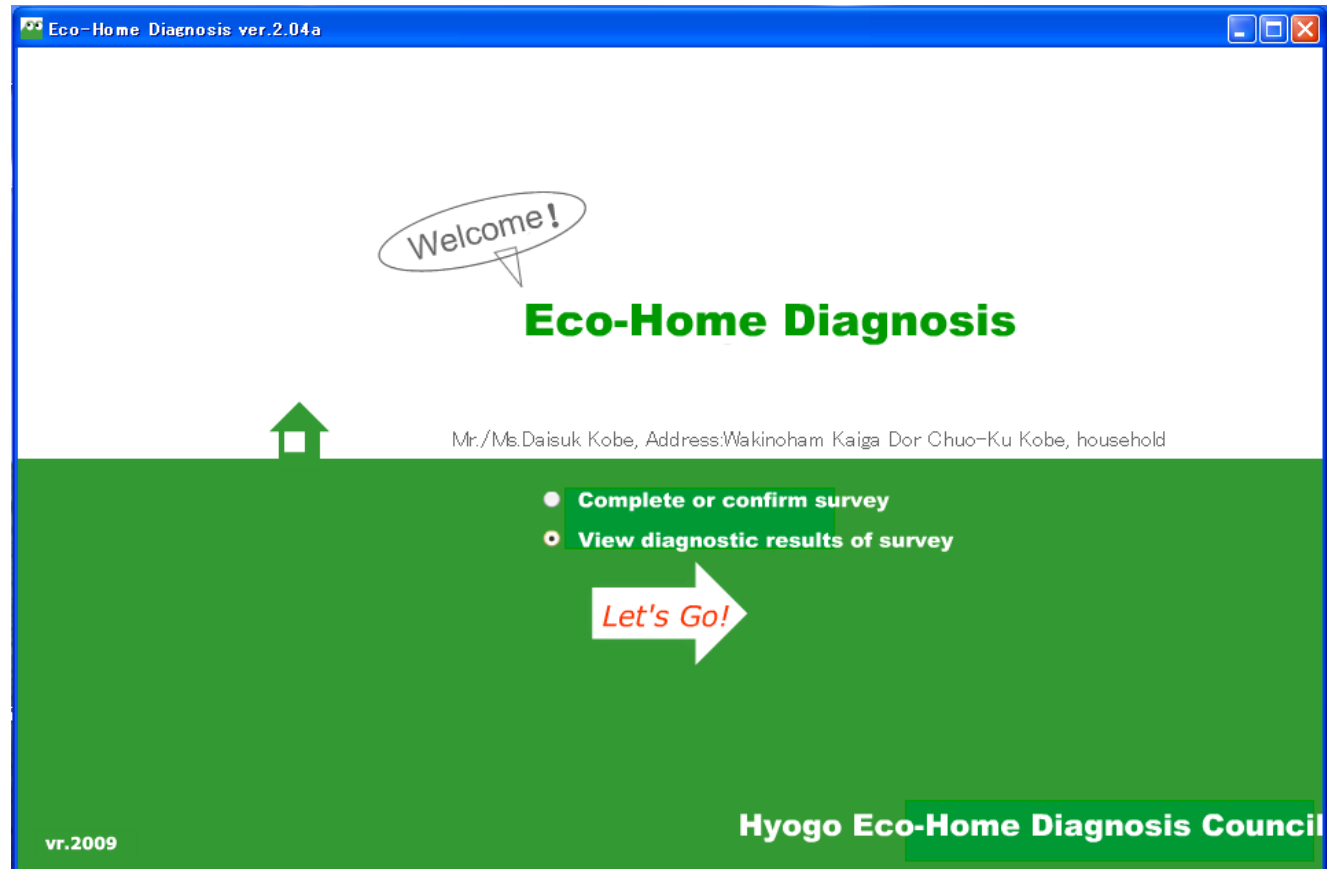 Eco-Home Diagnosis ver.2.04a
Welcome!
Eco-Home Diagnosis
Mr./Ms.Daisuk Kobe, Address:Wakinoham Kaiga Dor Chuo-Ku Kobe, household
Complete or confirm survey
View diagnostic results of survey
Let's Go!
Hyogo Eco-Home Diagnosis Council
vr.2009